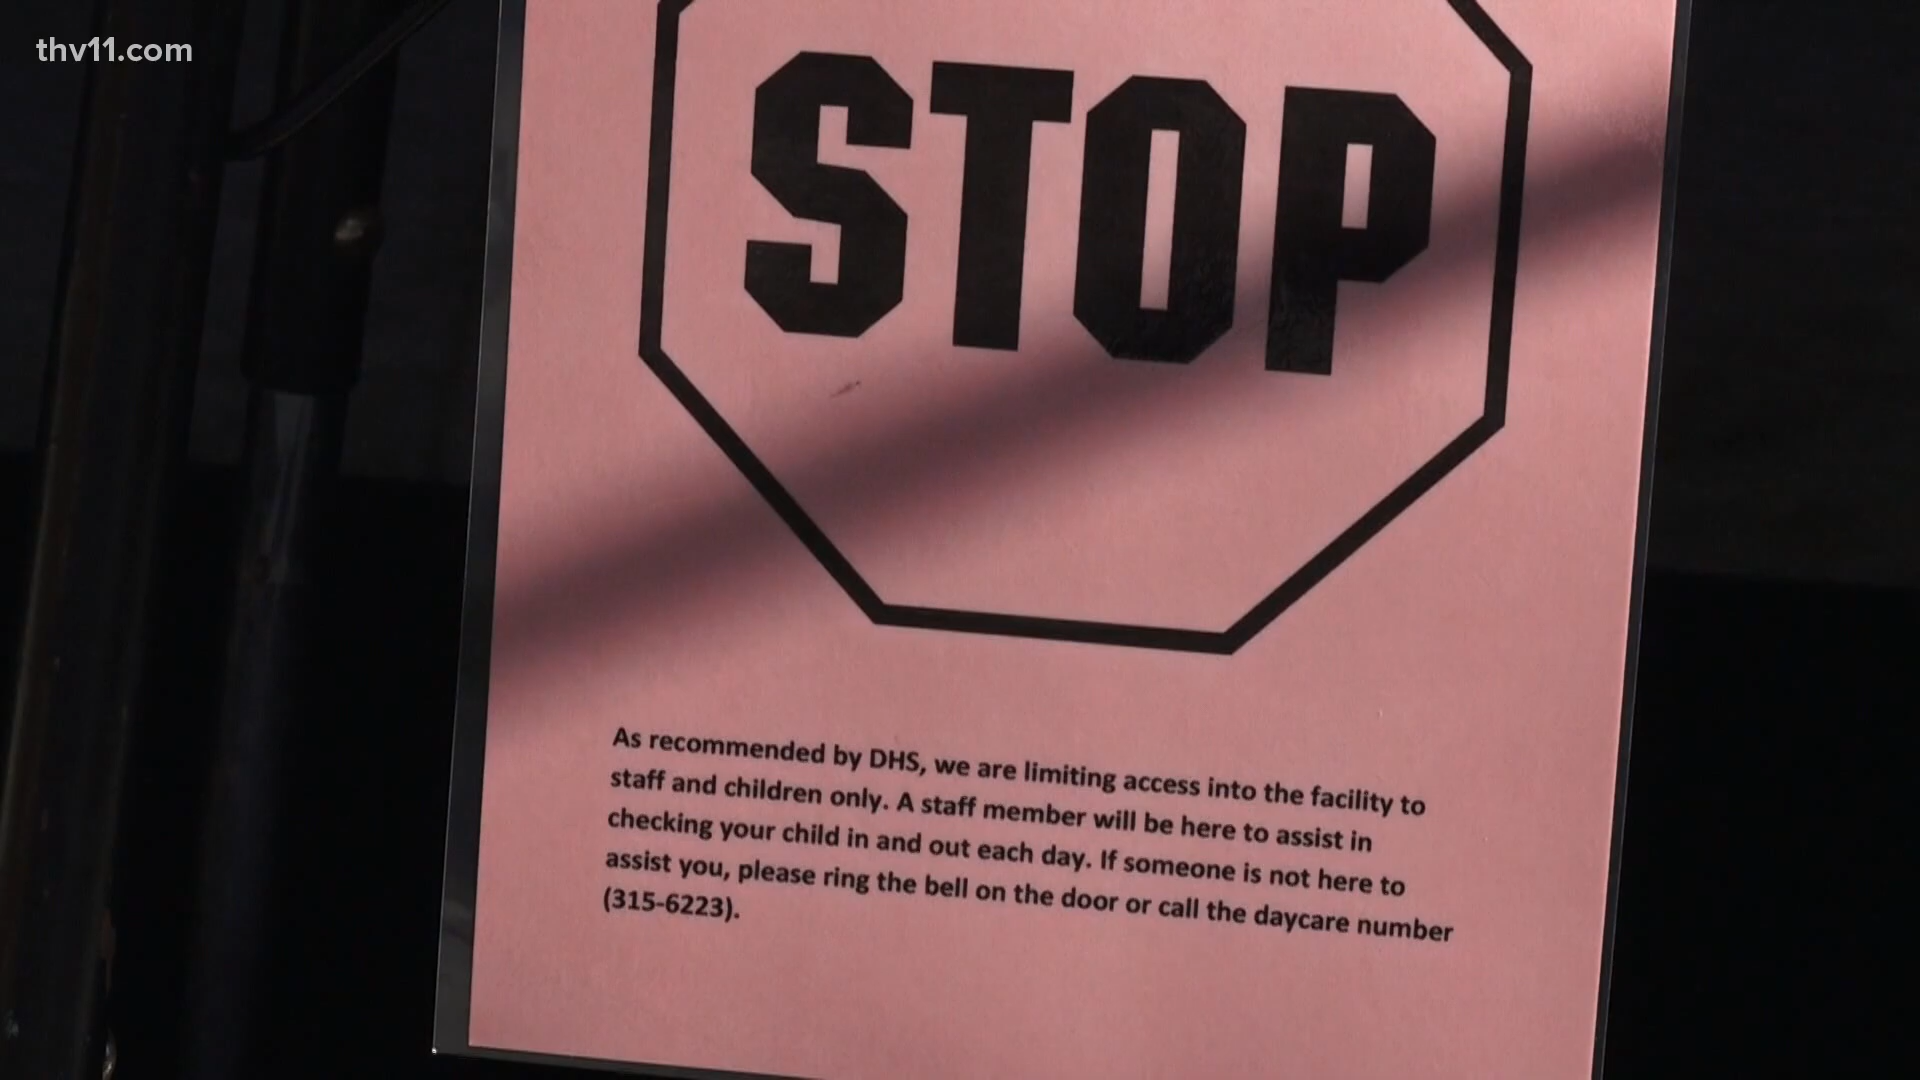 thv11.com
STOP
As recommended by DHS, we are limiting access into the facility to
staff and children only. A staff member will be here to assist in
checking your child in and out each day. If someone is not here to
assist you, please ring the bell on the door or call the daycare number
(315-6223).